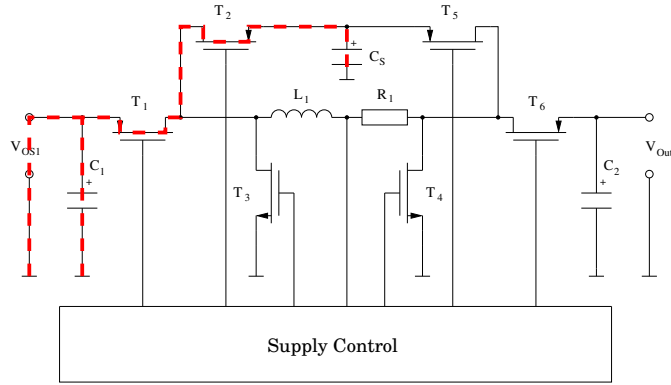 T2
T5
+
CS
T1
L1
R1
T6
VOS1
C1
+
T3
T4
C2
+
VOut
Supply Control